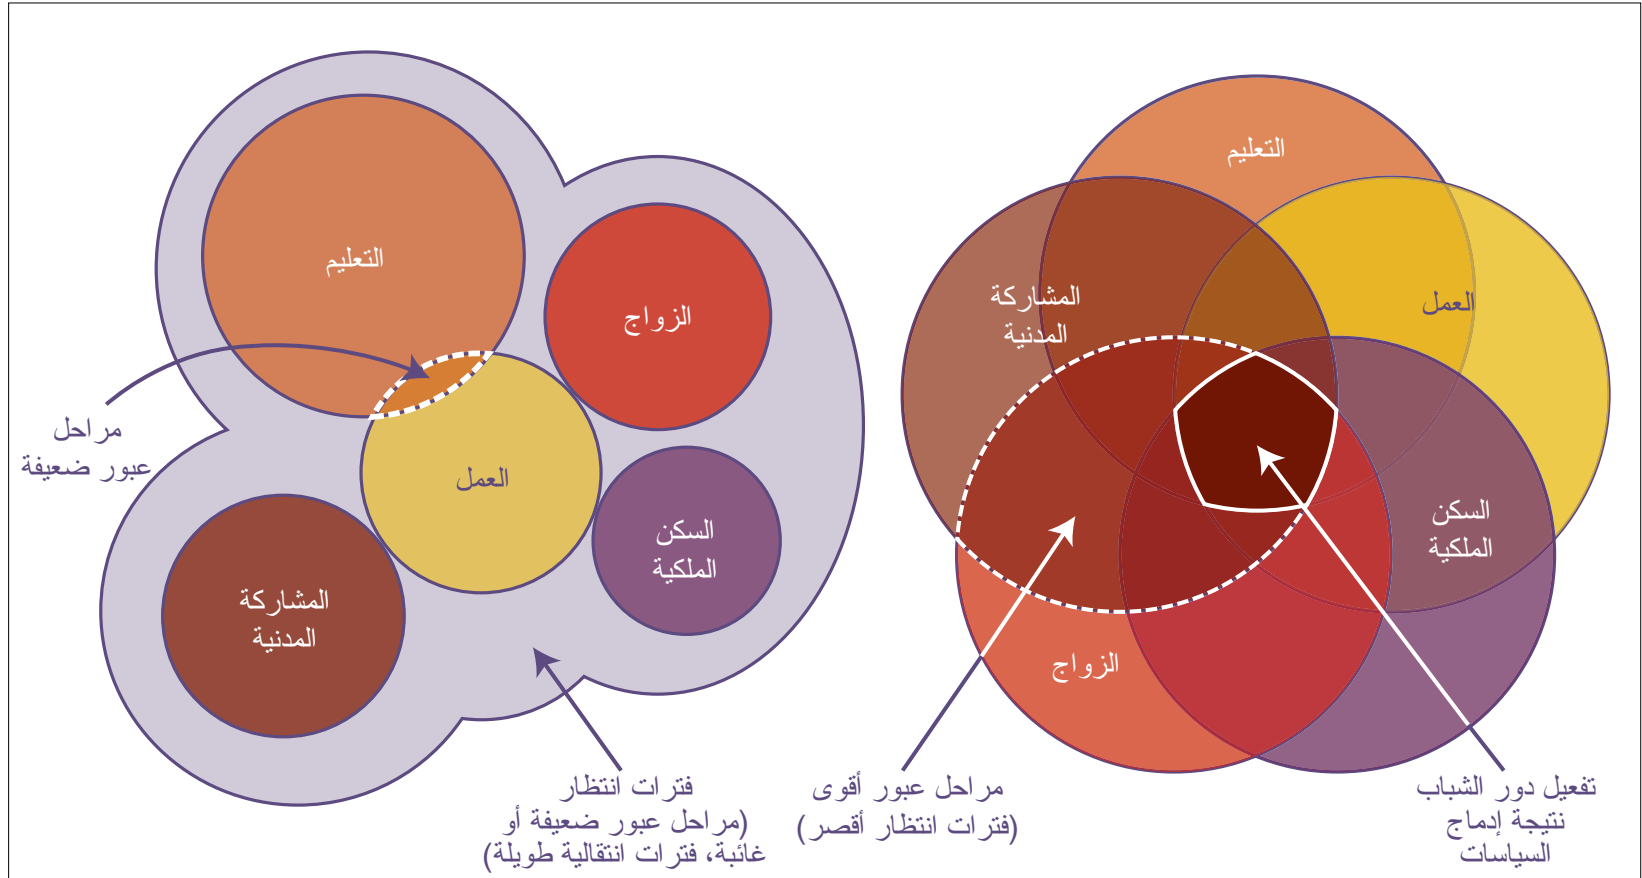 التعليم
المشاركة
المدنية
العمل
السكن
الملكية
الزواج
تفعيل دور الشباب
نتيجة إدماج
السياسات
مراحل عبور أقوى
(فترات انتظار أقصر)
التعليم
الزواج
مراحل
عبور ضعيفة
العمل
السكن
الملكية
المشاركة
المدنية
فترات انتظار
(مراحل عبور ضعيفة أو
غائبة، فترات انتقالية طويلة)